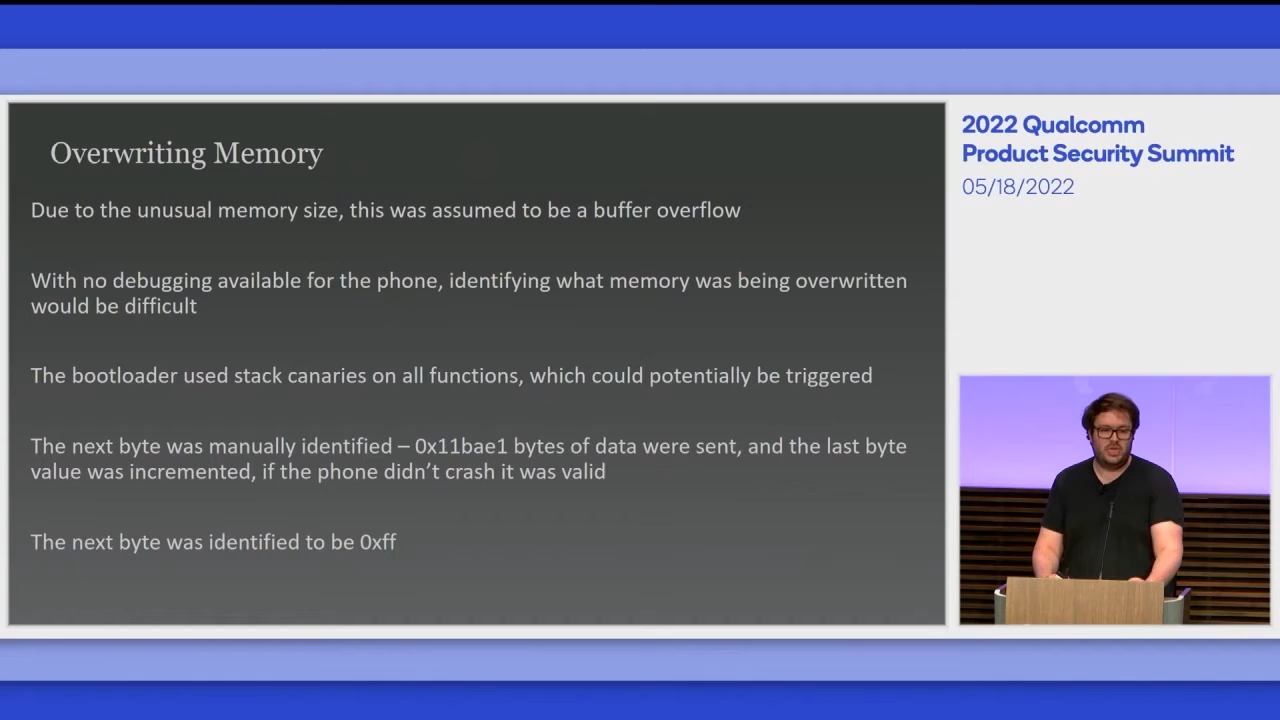 Overwriting Memory
Due to the unusual memory size, this was assumed to be a buffer overflow
With no debugging available for the phone, identifying what memory was being overwritten
would be difficult
The bootloader used stack canaries on all functions, which could potentially be triggered
The next byte was manually identified – 0x11bae1 bytes of data were sent, and the last byte
value was incremented, if the phone didn’t crash it was valid
The next byte was identified to be 0xff
2022 Qualcomm
Product Security Summit
05/18/2022